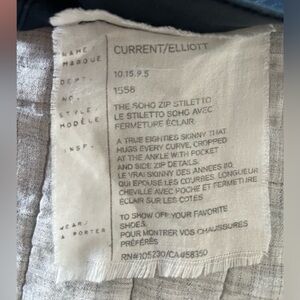 NAME/ CURRENT/ELLIOTT
MARQUE
DEPT. 10.15.9.5
NO. 1558
STYLE/ THE SOHO ZIP STILETTO
MODÈLE LE STILETTO SOHO AVEC
FERMETURE ÉCLAIR.
INSP. A TRUE EIGHTIES SKINNY THAT
HUGS EVERY CURVE, CROPPED
AT THE ANKLE WITH POCKET
AND SIDE ZIP DETAILS.
LE VRAI SKINNY DES ANNEES 80,
QUI ÉPOUSE LES COURBES, LONGUEUR
CHEVILLE AVEC POCHE ET FERMETURE
ÉCLAIR SUR LES COTES
WEAR/ TO SHOW OFF YOUR FAVORITE
À PORTER SHOES.
POUR MONTRER VOS CHAUSSURES
PRÉFÉRÉS
RN#105230/CA#58350